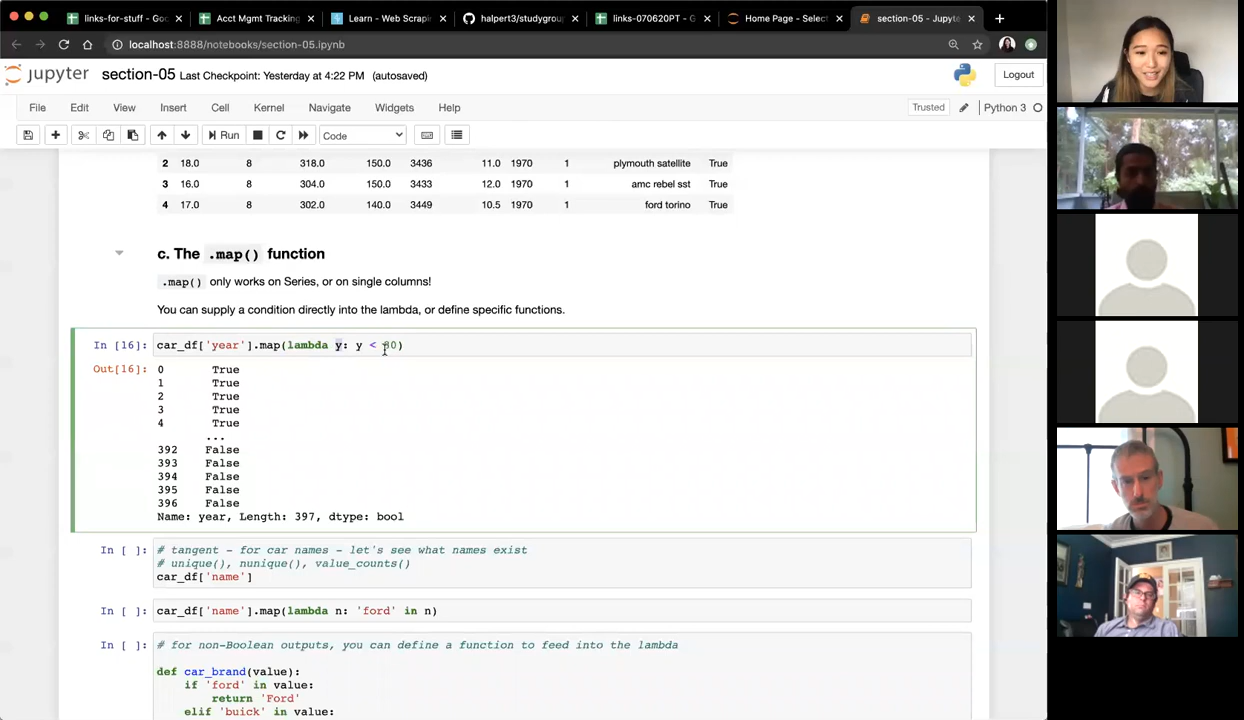 links-for-stuff - G
Acct Mgmt Tracking
Learn - Web Scrapin
halpert3/studygroup
links-070620PT - G
Home Page - Select
section-05 - Jupyte
localhost:8888/notebooks/section-05.ipynb
jupyter section-05 Last Checkpoint: Yesterday at 4:22 PM (autosaved)
Logout
File Edit View Insert Cell Kernel Navigate Widgets Help
Trusted Python 3
Run Code
2 18.0 8 318.0 150.0 3436 11.0 1970 1 plymouth satellite True
3 16.0 8 304.0 150.0 3433 12.0 1970 1 amc rebel sst True
4 17.0 8 302.0 140.0 3449 10.5 1970 1 ford torino True
c. The .map() function
.map() only works on Series, or on single columns!
You can supply a condition directly into the lambda, or define specific functions.
In [16]: car_df['year'].map(lambda y: y < 80)
Out[16]: 0 True
1 True
2 True
3 True
4 True
...
392 False
393 False
394 False
395 False
396 False
Name: year, Length: 397, dtype: bool
In [ ]: # tangent - for car names - let's see what names exist
# unique(), nunique(), value_counts()
car_df['name']
In [ ]: car_df['name'].map(lambda n: 'ford' in n)
In [ ]: # for non-Boolean outputs, you can define a function to feed into the lambda
def car_brand(value):
if 'ford' in value:
return 'Ford'
elif 'buick' in value: